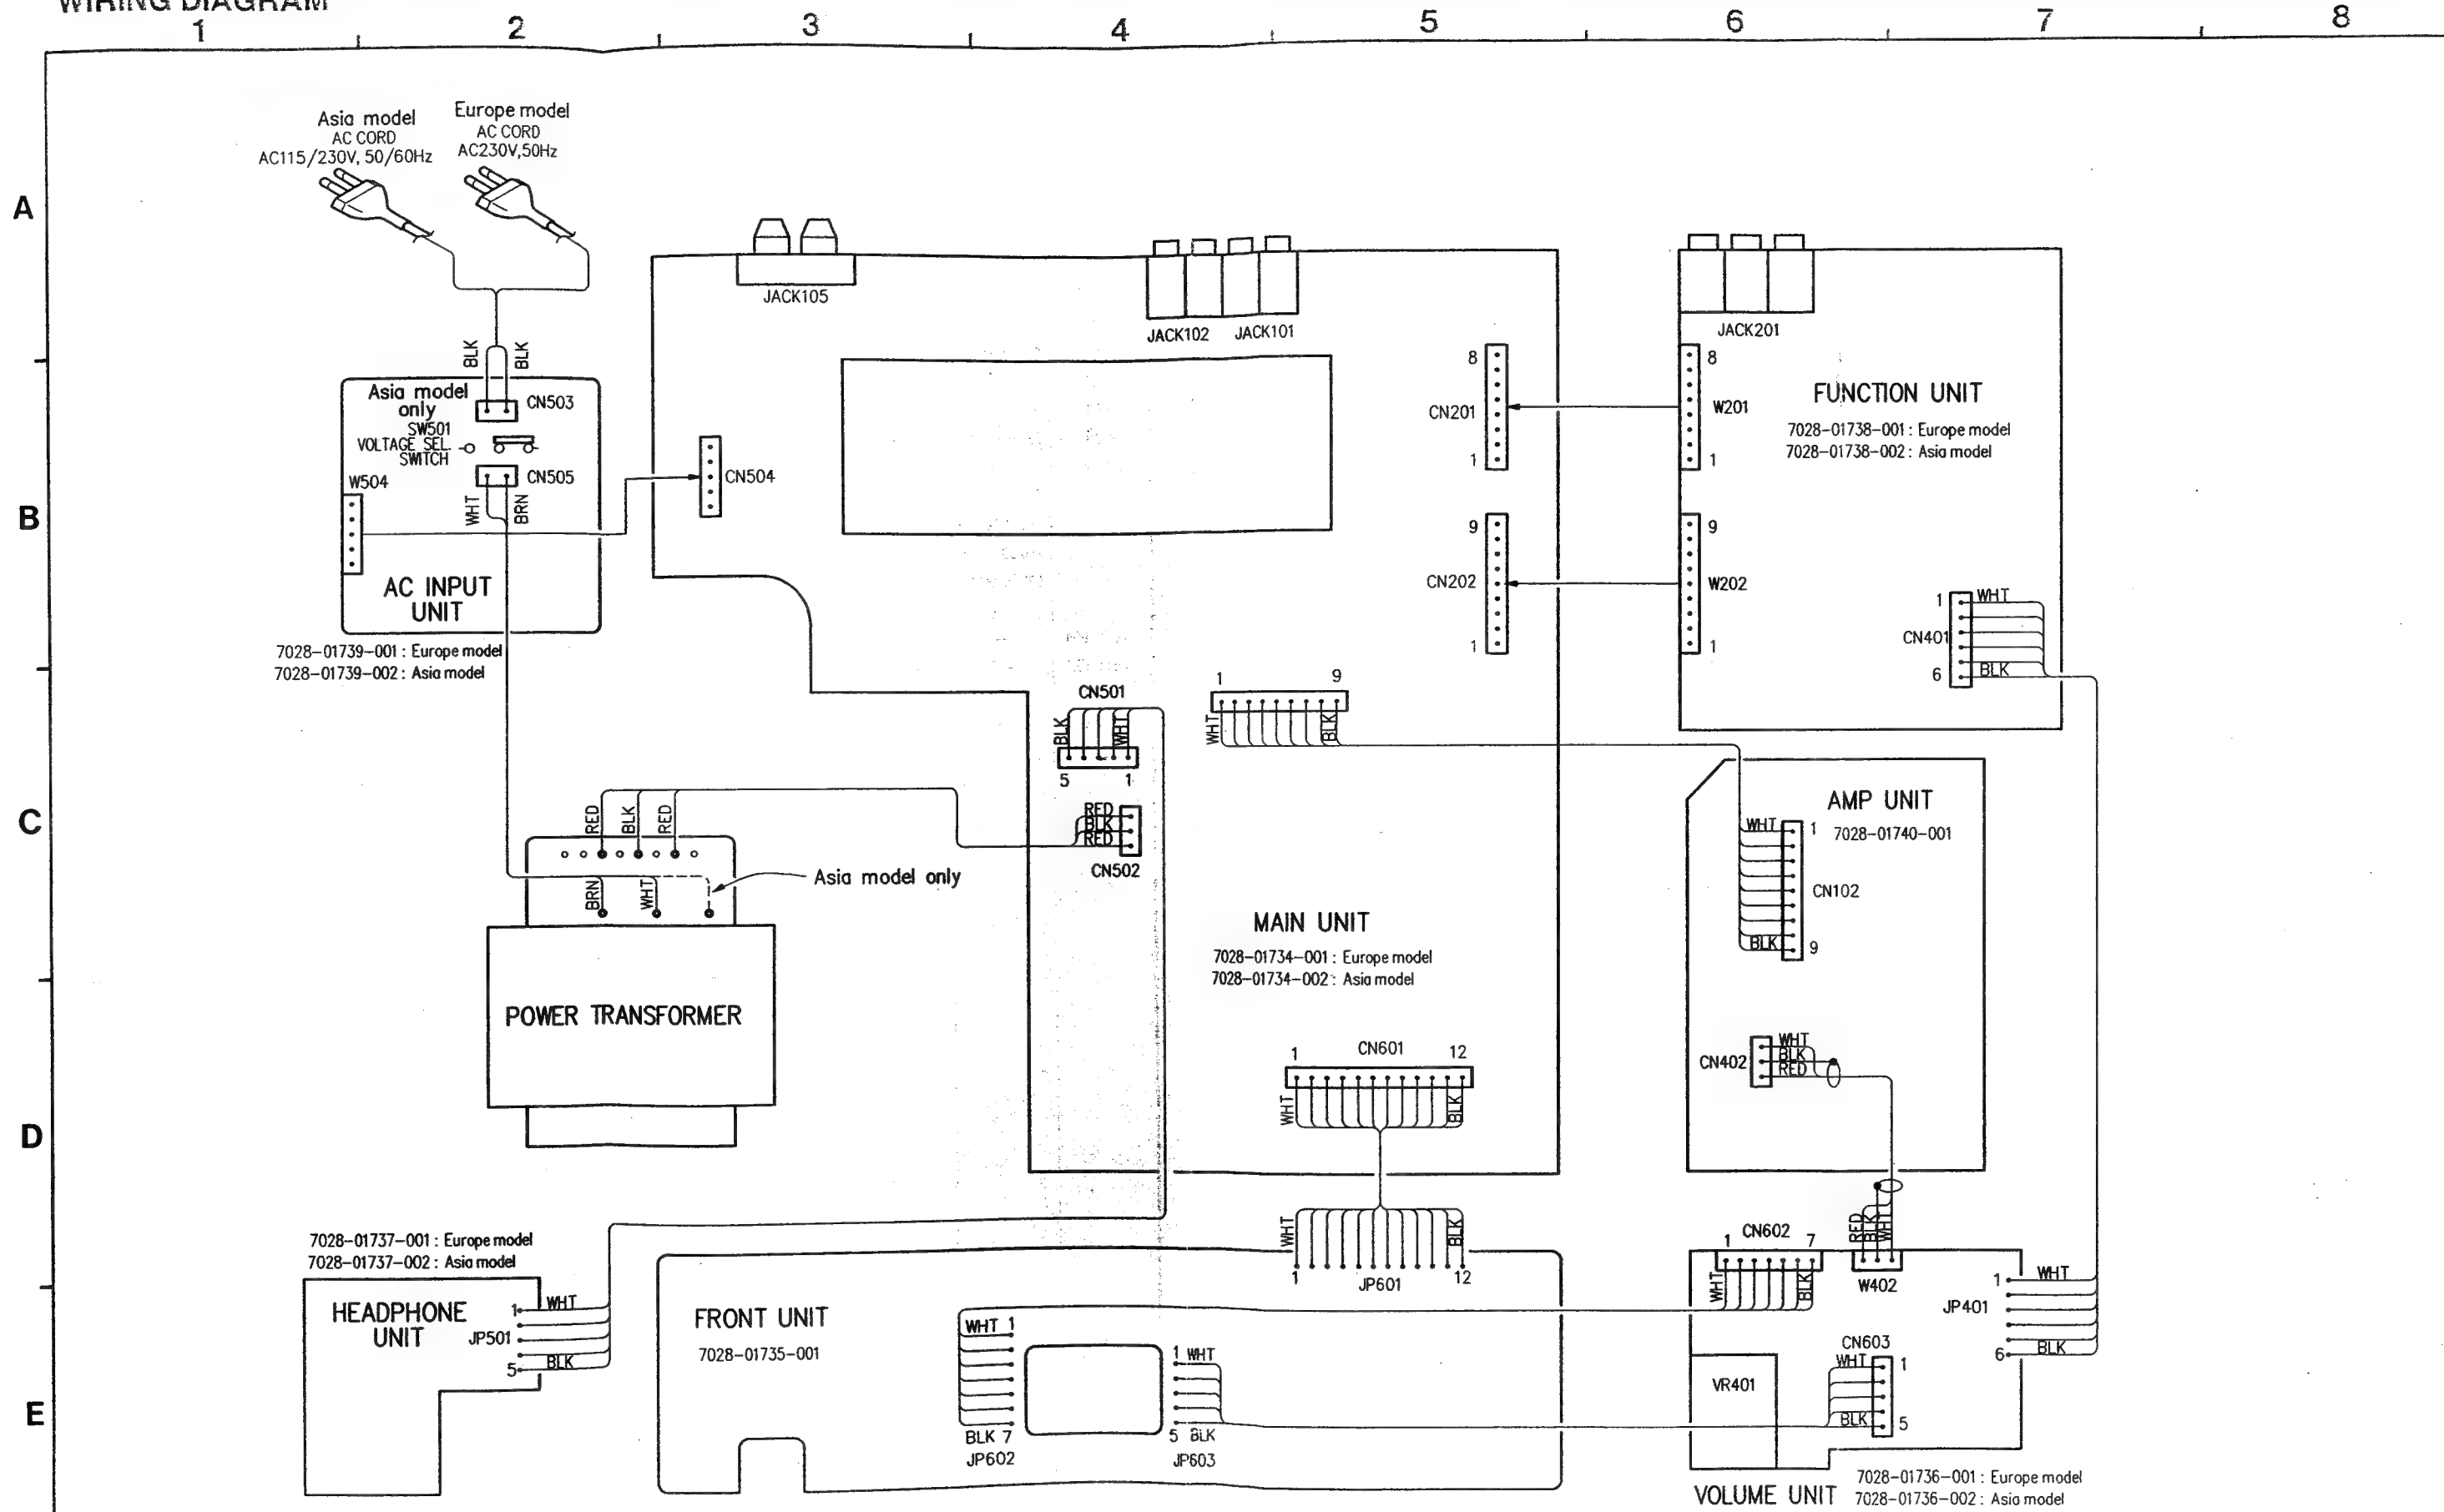 WIRING DIAGRAM
1 2 3 4 5 6 7 8
A
B
C
D
E
Asia model
AC CORD
AC115/230V, 50/60Hz
Europe model
AC CORD
AC230V,50Hz
BLK
BLK
Asia model
only
SW501
VOLTAGE SEL.
SWITCH
CN503
CN505
W504
WHT
BRN
AC INPUT
UNIT
7028-01739-001 : Europe model
7028-01739-002 : Asia model
JACK105
JACK102
JACK101
CN504
8
CN201
1
9
CN202
1
JACK201
8
W201
1
9
W202
1
FUNCTION UNIT
7028-01738-001 : Europe model
7028-01738-002 : Asia model
1
WHT
CN401
6
BLK
CN501
BLK
WHT
5
1
1
9
WHT
BLK
RED
BLK
RED
CN502
RED
BLK
RED
BRN
WHT
Asia model only
POWER TRANSFORMER
MAIN UNIT
7028-01734-001 : Europe model
7028-01734-002 : Asia model
AMP UNIT
7028-01740-001
WHT
1
CN102
BLK
9
CN402
WHT
BLK
RED
1
CN601
12
WHT
BLK
WHT
BLK
1
JP601
12
7028-01737-001 : Europe model
7028-01737-002 : Asia model
HEADPHONE
UNIT
1
WHT
JP501
5
BLK
FRONT UNIT
7028-01735-001
WHT 1
BLK 7
JP602
1 WHT
5 BLK
JP603
1
CN602
7
WHT
BLK
RED
BLK
WHT
W402
1
WHT
JP401
6
BLK
CN603
WHT
1
BLK
5
VR401
VOLUME UNIT
7028-01736-001 : Europe model
7028-01736-002 : Asia model